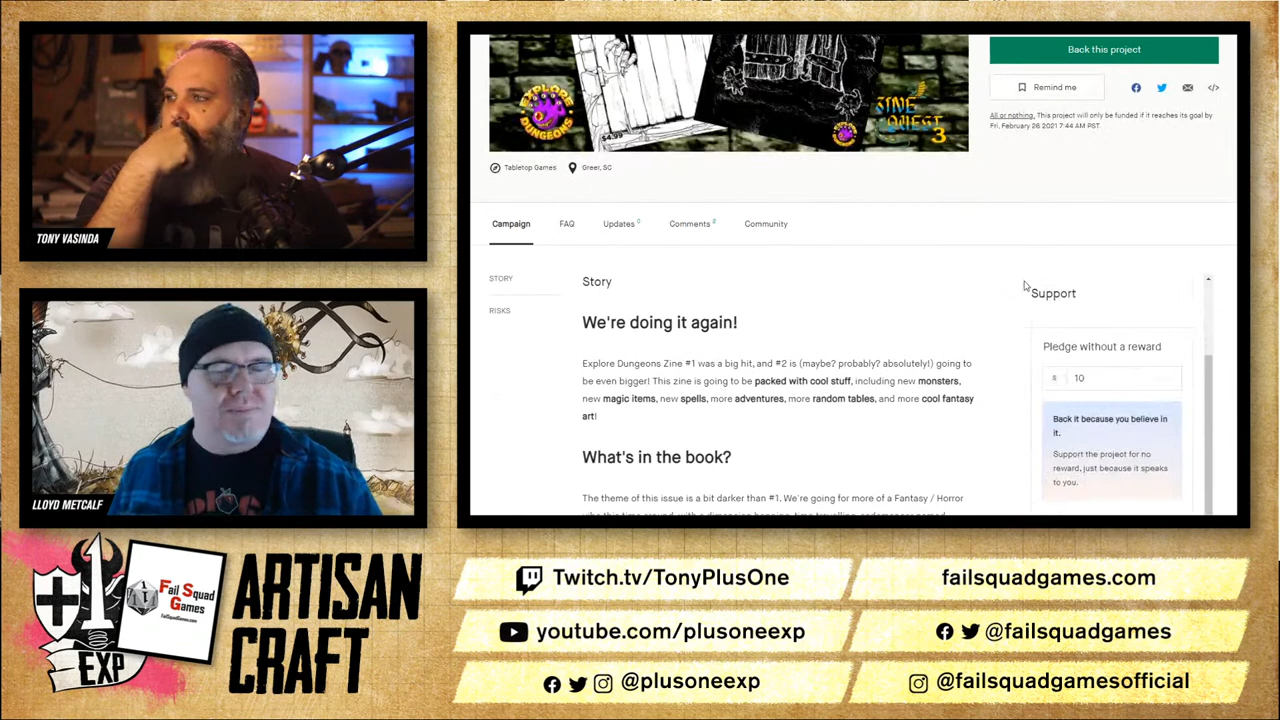 TONY VASINDA
LLOYD METCALF
EXPLORE
DUNGEONS
$4.99
ZINE
QUEST
3
Tabletop Games
Greer, SC
Back this project
Remind me
All or nothing. This project will only be funded if it reaches its goal by
Fri, February 26 2021 7:44 AM PST.
Campaign
FAQ
Updates 0
Comments 2
Community
STORY
RISKS
Story
We're doing it again!
Explore Dungeons Zine #1 was a big hit, and #2 is (maybe? probably? absolutely!) going to
be even bigger! This zine is going to be packed with cool stuff, including new monsters,
new magic items, new spells, more adventures, more random tables, and more cool fantasy
art!
What's in the book?
The theme of this issue is a bit darker than #1. We're going for more of a Fantasy / Horror
Support
Pledge without a reward
$ 10
Back it because you believe in
it.
Support the project for no
reward, just because it speaks
to you.
+1
EXP
Fail Squad
Games
FailSquadGames.com
ARTISAN
CRAFT
Twitch.tv/TonyPlusOne
youtube.com/plusoneexp
@plusoneexp
failsquadgames.com
@failsquadgames
@failsquadgamesofficial